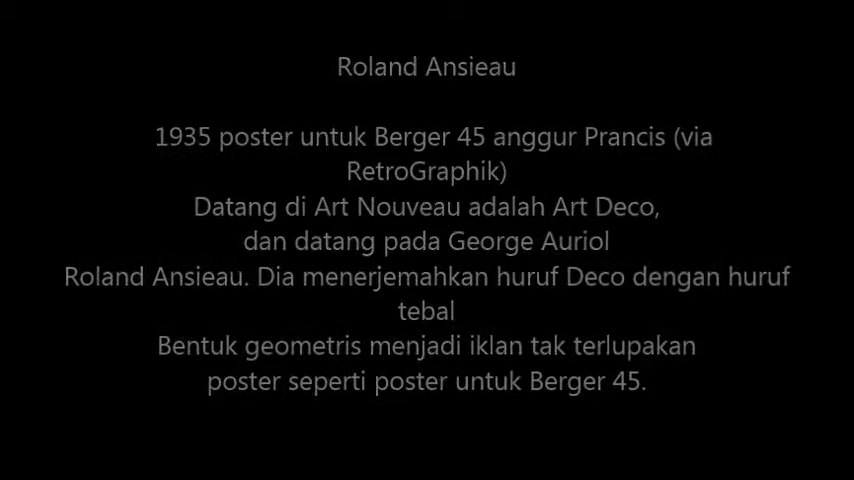 Roland Ansieau
1935 poster untuk Berger 45 anggur Prancis (via
RetroGraphik)
Datang di Art Nouveau adalah Art Deco,
dan datang pada George Auriol
Roland Ansieau. Dia menerjemahkan huruf Deco dengan huruf
tebal
Bentuk geometris menjadi iklan tak terlupakan
poster seperti poster untuk Berger 45.